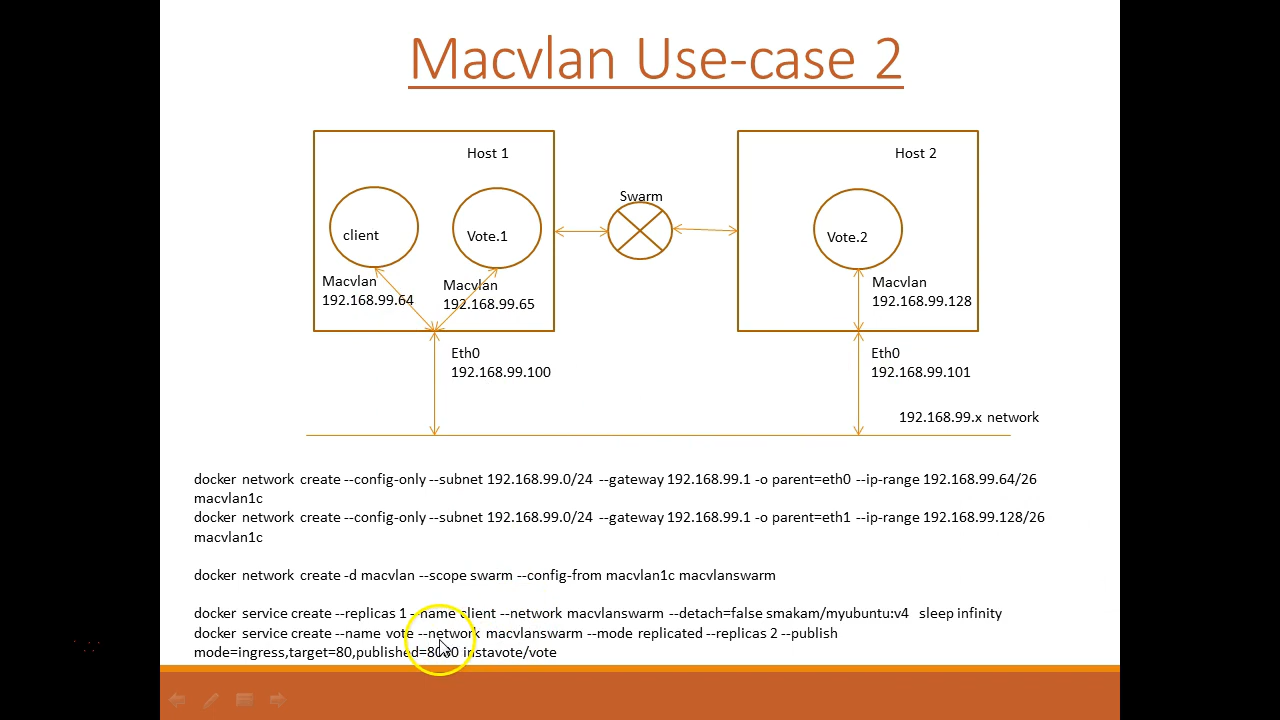 Macvlan Use-case 2
Host 1
Host 2
Swarm
client
Vote.1
Vote.2
Macvlan
192.168.99.64
Macvlan
192.168.99.65
Macvlan
192.168.99.128
Eth0
192.168.99.100
Eth0
192.168.99.101
192.168.99.x network
docker network create --config-only --subnet 192.168.99.0/24 --gateway 192.168.99.1 -o parent=eth0 --ip-range 192.168.99.64/26
macvlan1c
docker network create --config-only --subnet 192.168.99.0/24 --gateway 192.168.99.1 -o parent=eth1 --ip-range 192.168.99.128/26
macvlan1c
docker network create -d macvlan --scope swarm --config-from macvlan1c macvlanswarm
docker service create --replicas 1 --name client --network macvlanswarm --detach=false smakam/myubuntu:v4 sleep infinity
docker service create --name vote --network macvlanswarm --mode replicated --replicas 2 --publish
mode=ingress,target=80,published=8080 instavote/vote